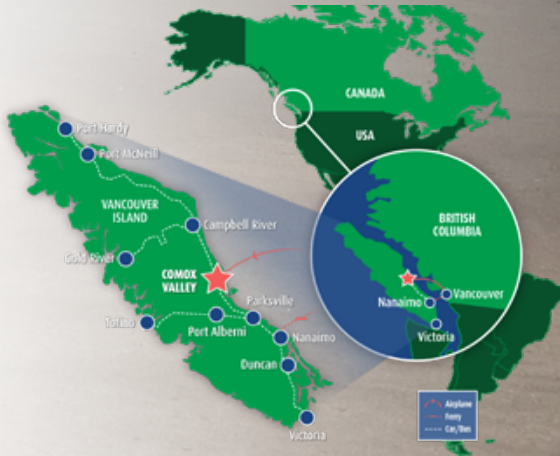 CANADA
USA
Port Hardy
Port McNeill
VANCOUVER
ISLAND
Campbell River
BRITISH
COLUMBIA
Gold River
COMOX
VALLEY
Parksville
Nanaimo
Vancouver
Tofino
Port Alberni
Nanaimo
Victoria
Duncan
Victoria
Airplane
Ferry
Car/Bus